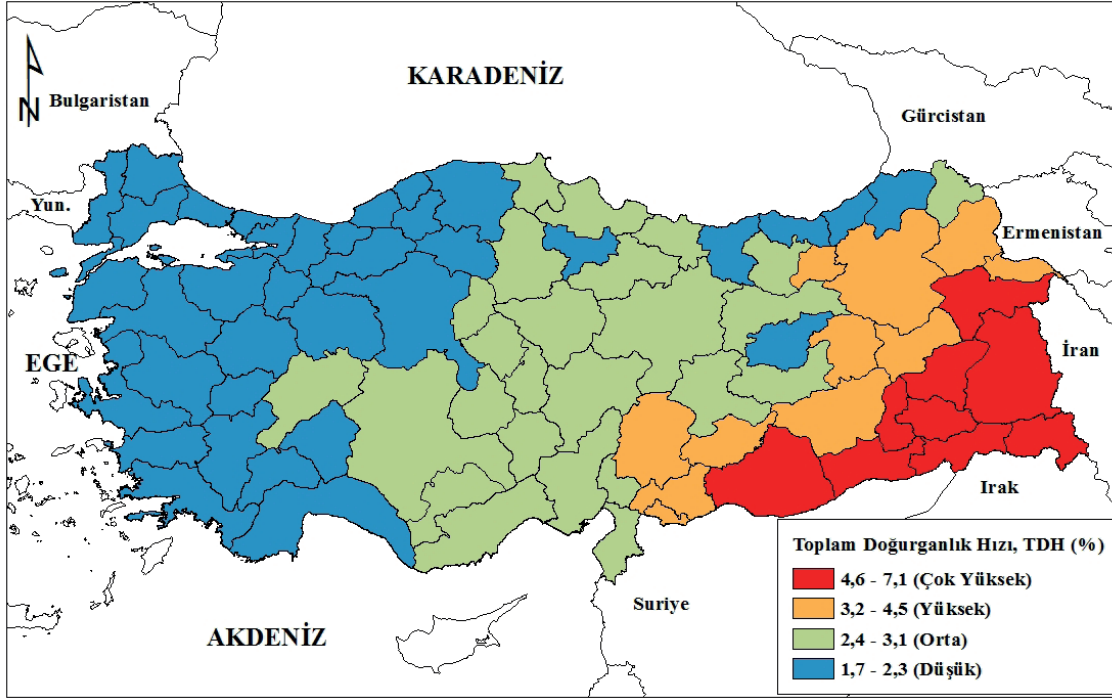 KARADENİZ
Bulgaristan
N
Gürcistan
Yun.
Ermenistan
EGE
İran
Irak
Suriye
AKDENİZ
Toplam Doğurganlık Hızı, TDH (%)
4,6 - 7,1 (Çok Yüksek)
3,2 - 4,5 (Yüksek)
2,4 - 3,1 (Orta)
1,7 - 2,3 (Düşük)